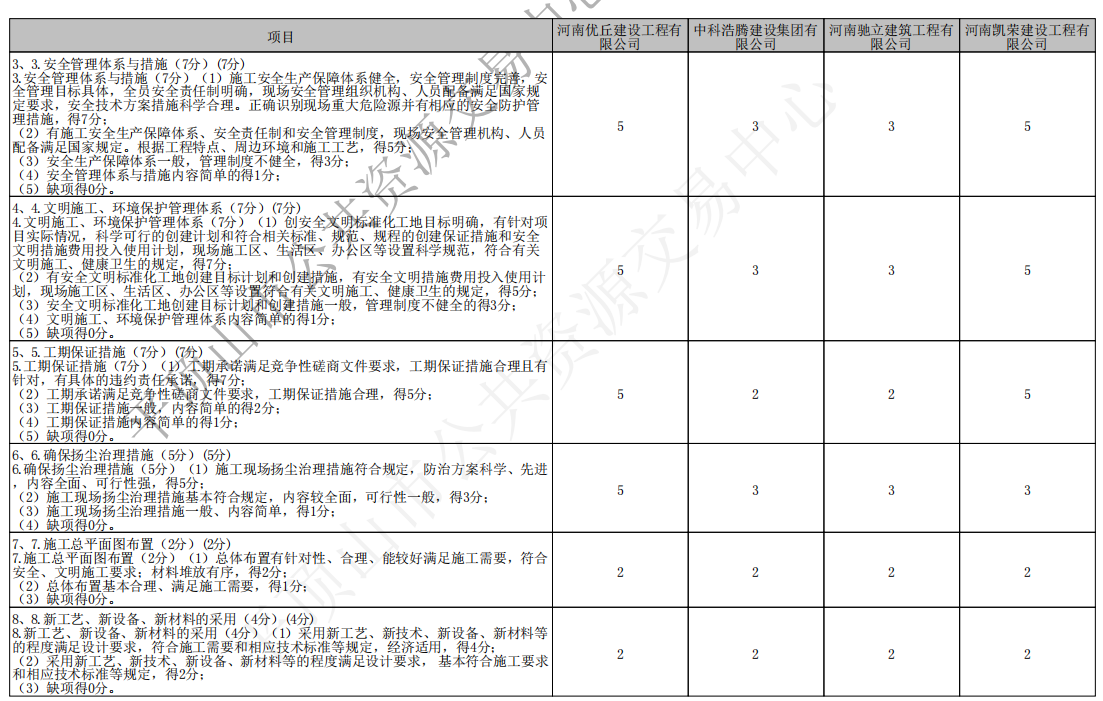 项目
河南优丘建设工程有
限公司
中科浩腾建设集团有
限公司
河南驰立建筑工程有
限公司
河南凯荣建设工程有
限公司
3、3.安全管理体系与措施（7分）(7分)
3.安全管理体系与措施（7分）（1）施工安全生产保障体系健全，安全管理制度完善，安
全管理目标具体，全员安全责任制明确，现场安全管理组织机构、人员配备满足国家规
定要求，安全技术方案措施科学合理。正确识别现场重大危险源并有相应的安全防护管
理措施，得7分；
（2）有施工安全生产保障体系、安全责任制和安全管理制度，现场安全管理机构、人员
配备满足国家规定。根据工程特点、周边环境和施工工艺，得5分；
（3）安全生产保障体系一般，管理制度不健全，得3分；
（4）安全管理体系与措施内容简单的得1分；
（5）缺项得0分。
5
3
3
5
4、4.文明施工、环境保护管理体系（7分）(7分)
4.文明施工、环境保护管理体系（7分）（1）创安全文明标准化工地目标明确，有针对项
目实际情况，科学可行的创建计划和符合相关标准、规范、规程的创建保证措施和安全
文明措施费用投入使用计划，现场施工区、生活区、办公区等设置科学规范，符合有关
文明施工、健康卫生的规定，得7分；
（2）有安全文明标准化工地创建目标计划和创建措施，有安全文明措施费用投入使用计
划，现场施工区、生活区、办公区等设置符合有关文明施工、健康卫生的规定，得5分；
（3）安全文明标准化工地创建目标计划和创建措施一般，管理制度不健全的得3分；
（4）文明施工、环境保护管理体系内容简单的得1分；
（5）缺项得0分。
5
3
3
5
5、5.工期保证措施（7分）(7分)
5.工期保证措施（7分）（1）工期承诺满足竞争性磋商文件要求，工期保证措施合理且有
针对，有具体的违约责任承诺，得7分；
（2）工期承诺满足竞争性磋商文件要求，工期保证措施合理，得5分；
（3）工期保证措施一般，内容简单的得2分；
（4）工期保证措施内容简单的得1分；
（5）缺项得0分。
5
2
2
5
6、6.确保扬尘治理措施（5分）(5分)
6.确保扬尘治理措施（5分）（1）施工现场扬尘治理措施符合规定，防治方案科学、先进
，内容全面、可行性强，得5分；
（2）施工现场扬尘治理措施基本符合规定，内容较全面，可行性一般，得3分；
（3）施工现场扬尘治理措施一般、内容简单，得1分；
（4）缺项得0分。
5
3
3
3
7、7.施工总平面图布置（2分）(2分)
7.施工总平面图布置（2分）（1）总体布置有针对性、合理、能较好满足施工需要，符合
安全、文明施工要求；材料堆放有序，得2分；
（2）总体布置基本合理、满足施工需要，得1分；
（3）缺项得0分。
2
2
2
2
8、8.新工艺、新设备、新材料的采用（4分）(4分)
8.新工艺、新设备、新材料的采用（4分）（1）采用新工艺、新技术、新设备、新材料等
的程度满足设计要求，符合施工需要和相应技术标准等规定，经济适用，得4分；
（2）采用新工艺、新技术、新设备、新材料等的程度满足设计要求， 基本符合施工要求
和相应技术标准等规定，得2分；
（3）缺项得0分。
2
2
2
2
平顶山市公共资源交易中心
顶山市公共资源交易中心